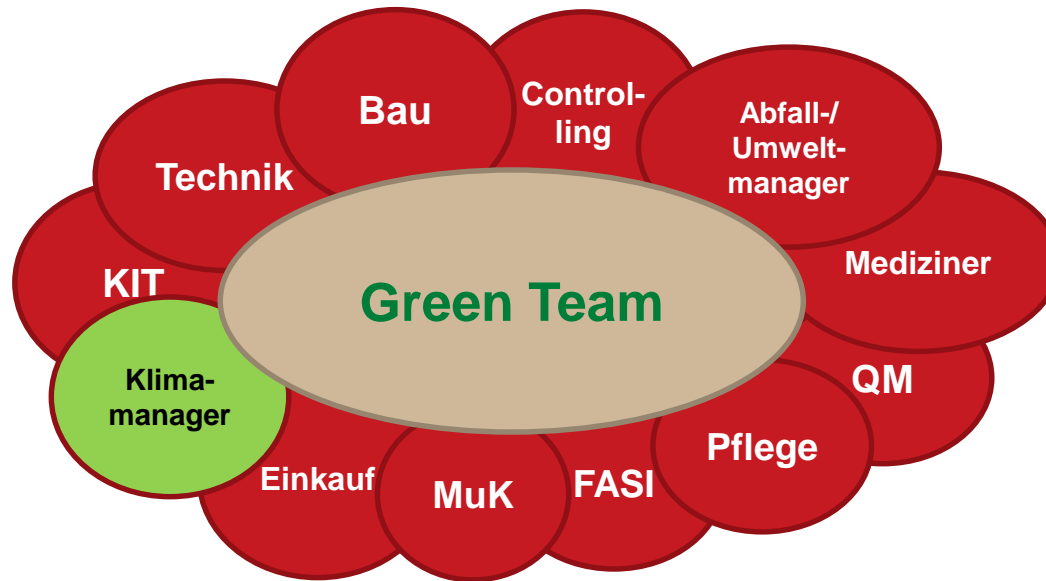 Bau
Control-
ling
Abfall-/
Umwelt-
manager
Technik
Mediziner
KIT
Green Team
Klima-
manager
QM
Pflege
Einkauf
MuK
FASI